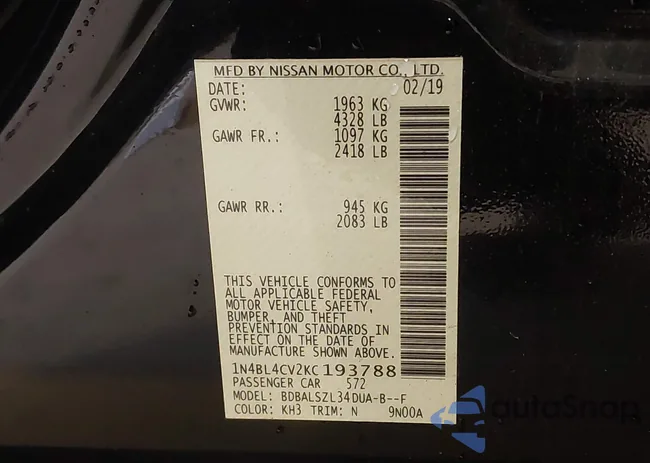 MFD BY NISSAN MOTOR CO., LTD.
DATE: 02/19
GVWR: 1963 KG
4328 LB
GAWR FR.: 1097 KG
2418 LB
GAWR RR.: 945 KG
2083 LB
THIS VEHICLE CONFORMS TO
ALL APPLICABLE FEDERAL
MOTOR VEHICLE SAFETY,
BUMPER, AND THEFT
PREVENTION STANDARDS IN
EFFECT ON THE DATE OF
MANUFACTURE SHOWN ABOVE.
1N4BL4CV2KC193788
PASSENGER CAR 572
MODEL: BDBALSZL34DUA-B--F
COLOR: KH3 TRIM: N 9N00A
autoSnap